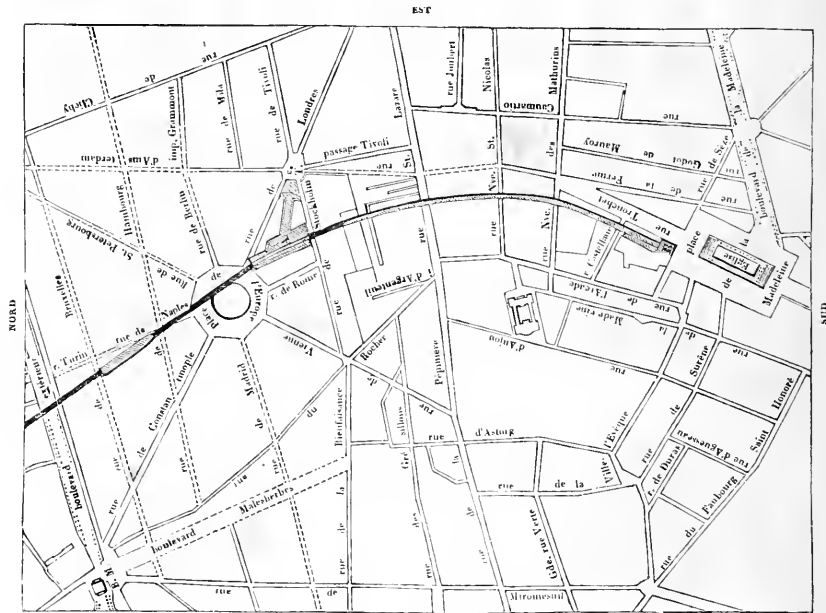 EST
NORD
SUD
rue de
Clichy
imp. Grammont
rue de Mila
rue de Tivoli
Londres
Lazare
rue Joubert
Nicolas
Mathurins
Caumartin
rue
la Madeleine
boulevard de
rue de Sèze
Godot de Mauroy
rue de la Ferme
passage Tivoli
rue St.
d'Amsterdam
Hambourg
rue de Berlin
St. Petersbourg
Rue de
Bruxelles
rue de
Stockholm
Nve. St.
rue Nve. des
rue Tronchet
r. Castellane
place de la Madeleine
Eglise
rue de Naples
r. Turin
extérieur
boulevard
place de l'Europe
r. de Rome
r. d'Argenteuil
rue de l'Arcade
Madeleine
rue de la
d'Anjou
rue
Surène
rue de
Honoré
Saint
Faubourg
rue du
rue d'Aguesseau
r. de Duras
l'Evêque
Ville
rue de la
rue d'Astorg
Pépinière
rue de la
Vienne
Rocher
rue du
Bienfaisance
rue de la
rue des Grésillons
Madrid
rue de
Constantinople
rue de
Malesherbes
boulevard
B. M.
Gde. rue Verte
rue de Miromesnil